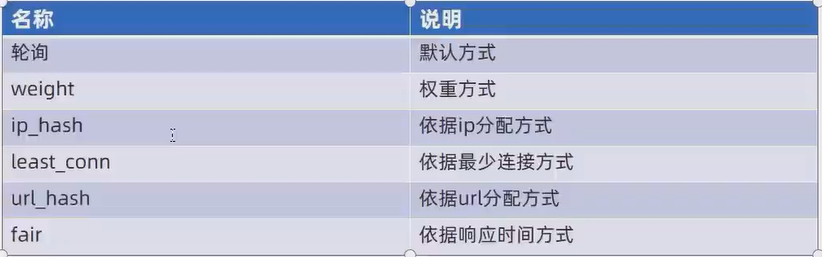 名称 说明
轮询 默认方式
weight 权重方式
ip_hash 依据ip分配方式
least_conn 依据最少连接方式
url_hash 依据url分配方式
fair 依据响应时间方式